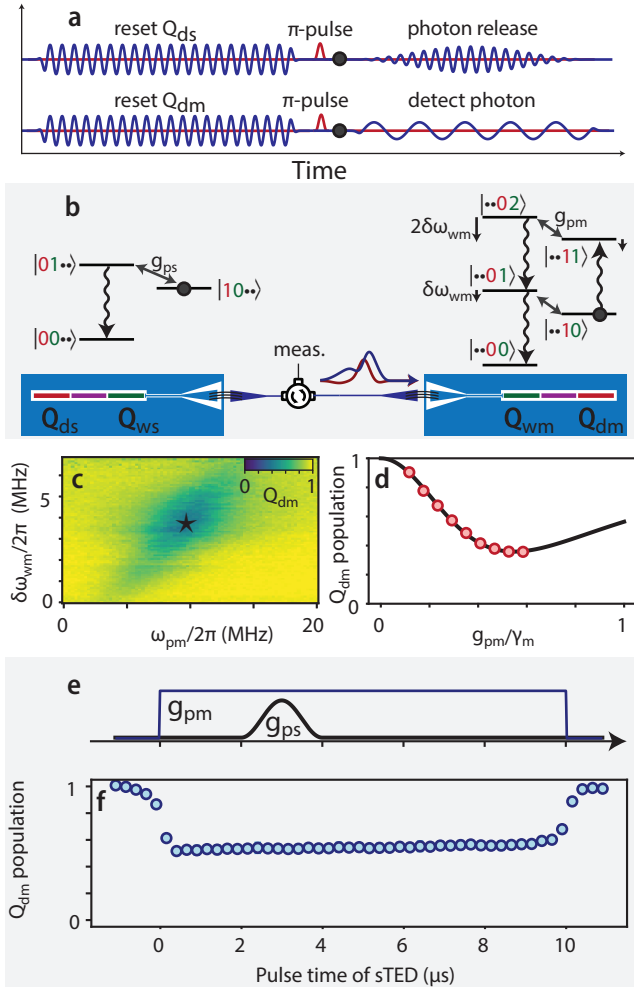 a
reset Q_ds π-pulse photon release
reset Q_dm π-pulse detect photon
Time
b
|••02⟩
2δω_wm g_pm
|01••⟩ g_ps |••11⟩
|10••⟩ |••01⟩
δω_wm
|••10⟩
|00••⟩ |••00⟩
meas.
Q_ds Q_ws Q_wm Q_dm
c
0 1
Q_dm
δω_wm/2π (MHz)
5
0
0 20
ω_pm/2π (MHz)
d
Q_dm population
1
0
0 1
g_pm/γ_m
e
g_pm
g_ps
f
Q_dm population
1
0
0 2 4 6 8 10
Pulse time of sTED (μs)